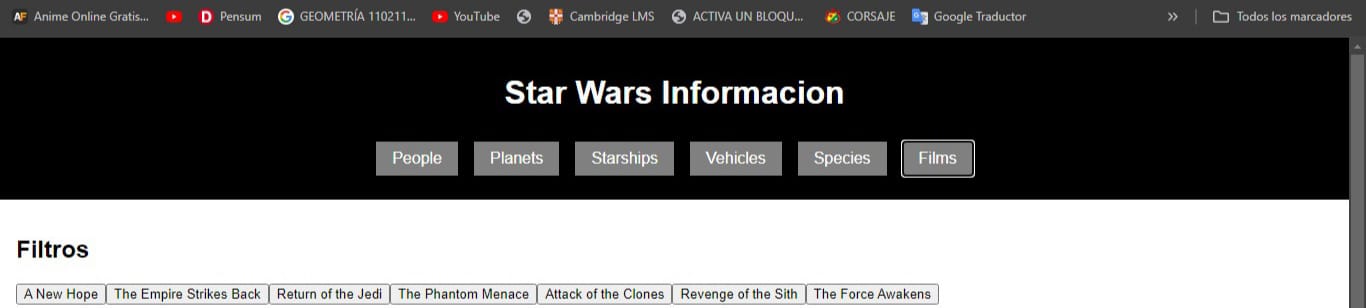 AF Anime Online Gratis... D Pensum G GEOMETRÍA 110211... YouTube Cambridge LMS ACTIVA UN BLOQU... CORSAJE Google Traductor » Todos los marcadores
Star Wars Informacion
People Planets Starships Vehicles Species Films
Filtros
A New Hope The Empire Strikes Back Return of the Jedi The Phantom Menace Attack of the Clones Revenge of the Sith The Force Awakens